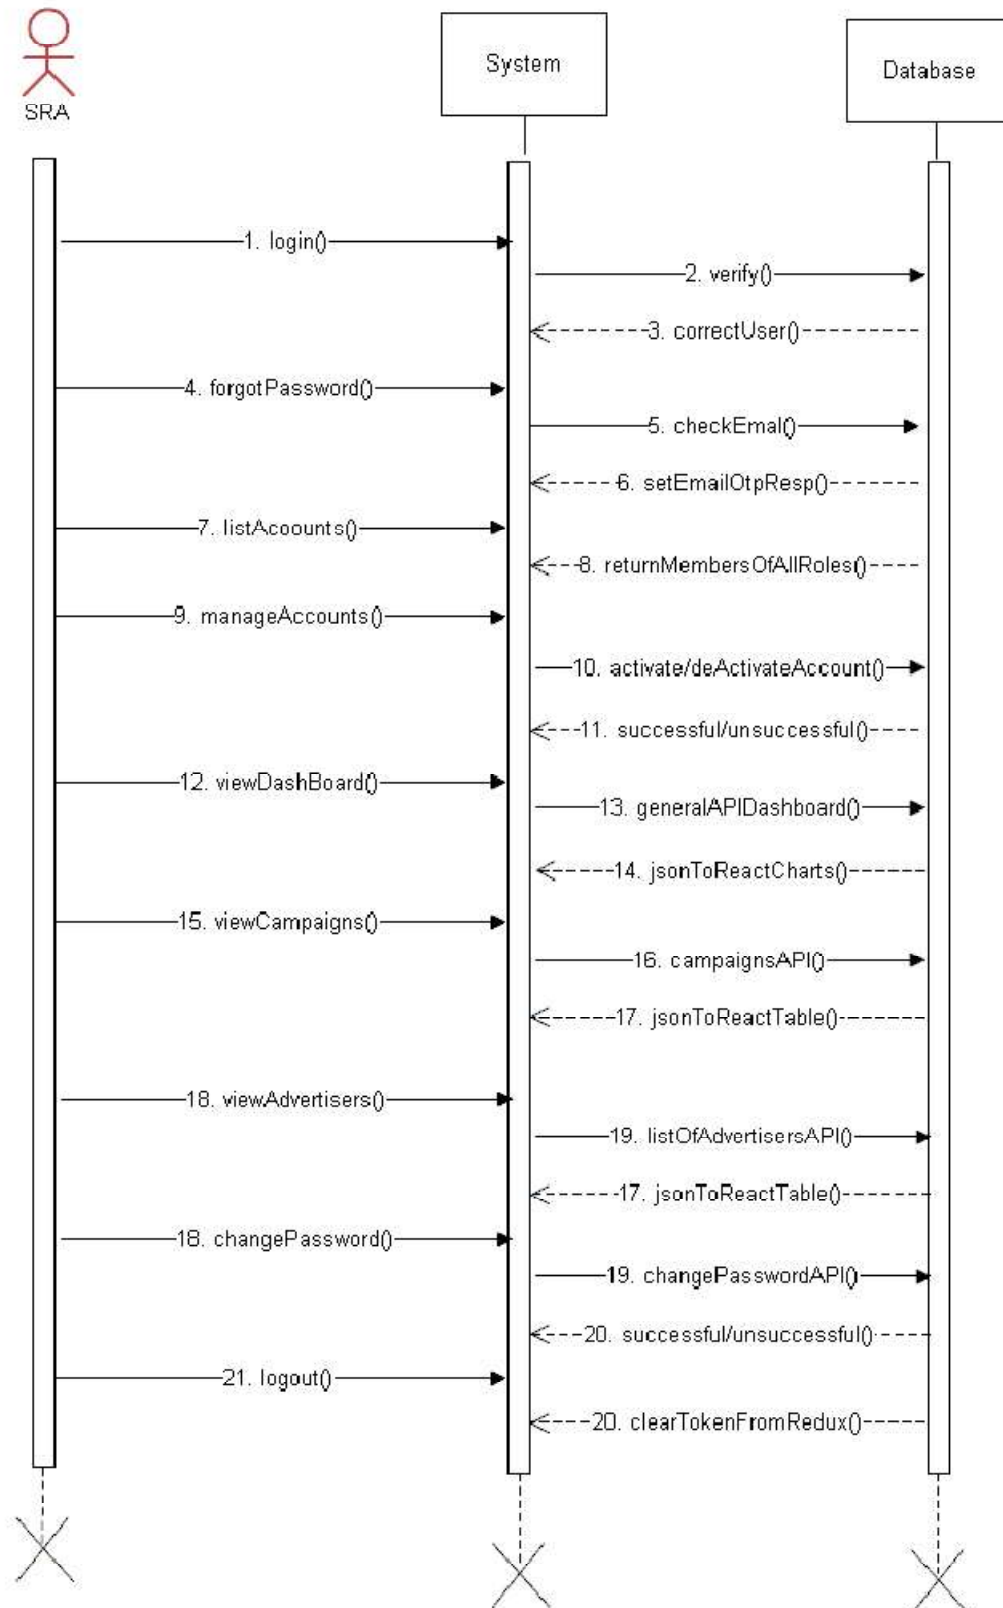 SRA
System
Database
1. login()
2. verify()
3. correctUser()
4. forgotPassword()
5. checkEmal()
6. setEmailOtpResp()
7. listAcoounts()
8. returnMembersOfAllRoles()
9. manageAccounts()
10. activate/deActivateAccount()
11. successful/unsuccessful()
12. viewDashBoard()
13. generalAPIDashboard()
14. jsonToReactCharts()
15. viewCampaigns()
16. campaignsAPI()
17. jsonToReactTable()
18. viewAdvertisers()
19. listOfAdvertisersAPI()
17. jsonToReactTable()
18. changePassword()
19. changePasswordAPI()
20. successful/unsuccessful()
21. logout()
20. clearTokenFromRedux()